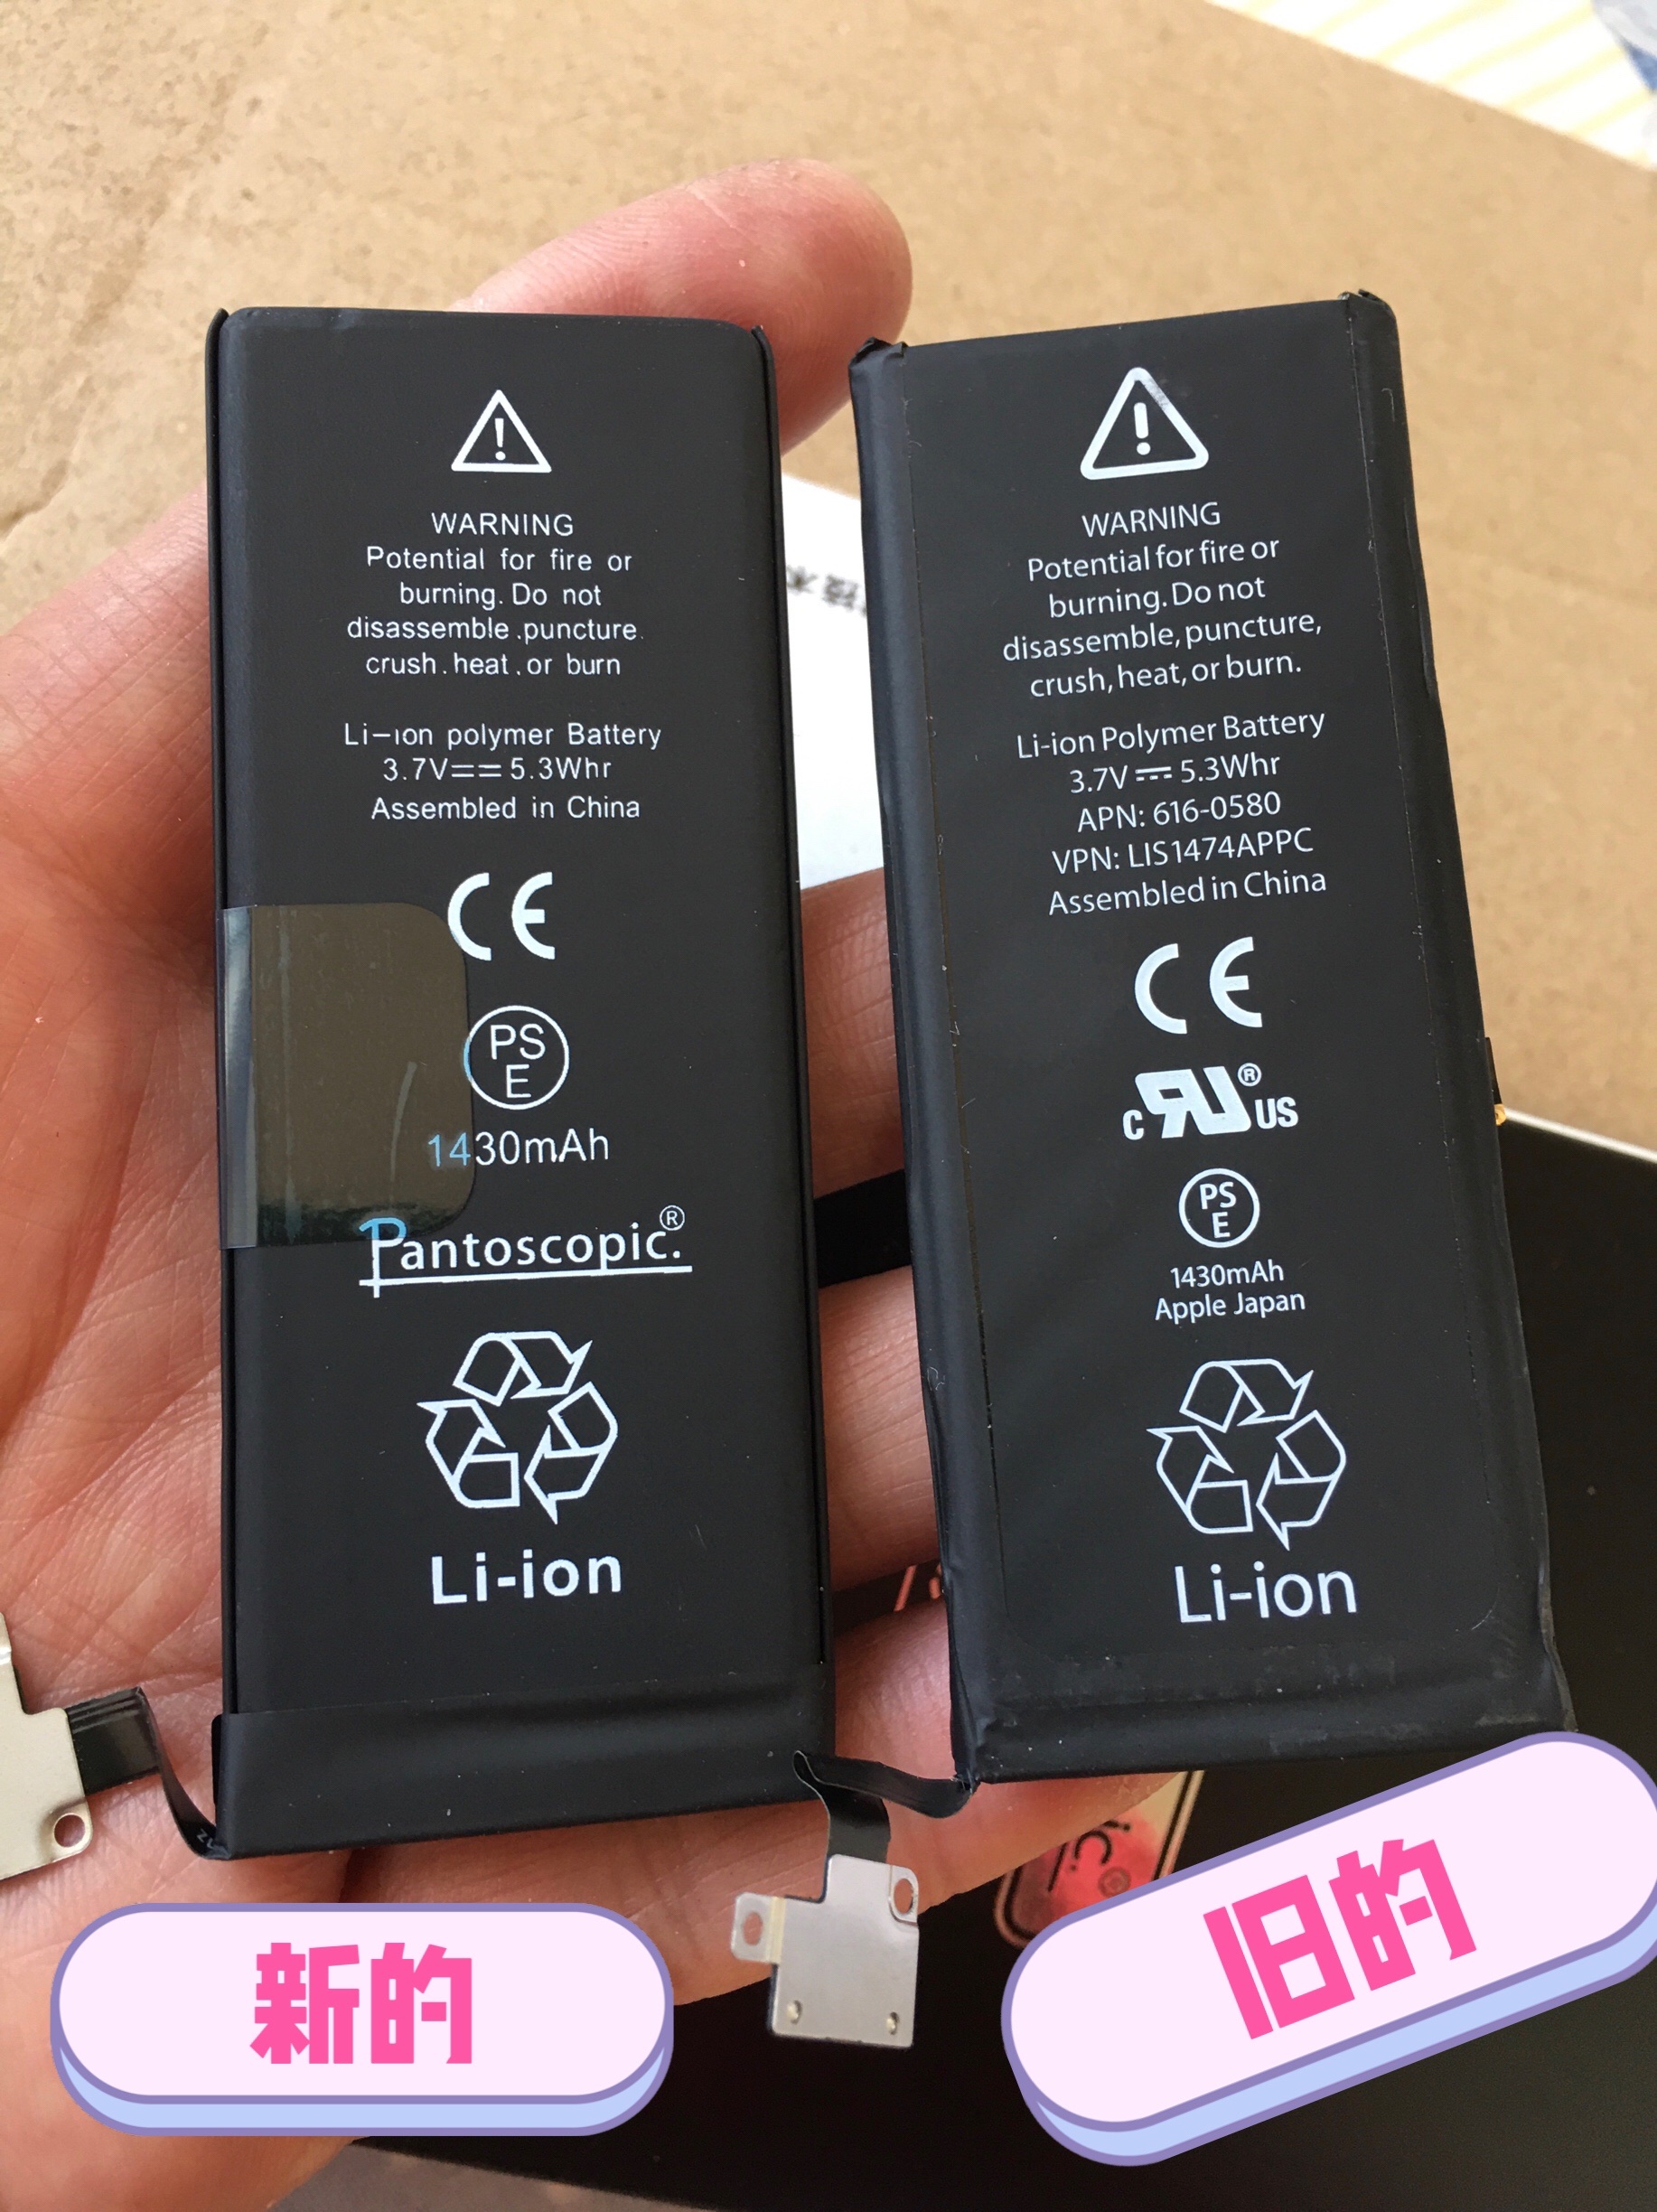 WARNING
Potential for fire or
burning. Do not
disassemble .puncture.
crush.heat.or burn
Li-ion polymer Battery
3.7V== 5.3Whr
Assembled in China
CE
PS
E
1430mAh
Pantoscopic.®
Li-ion
WARNING
Potential for fire or
burning. Do not
disassemble, puncture,
crush, heat, or burn.
Li-ion Polymer Battery
3.7V ⎓ 5.3Whr
APN: 616-0580
VPN: LIS1474APPC
Assembled in China
CE
c RU® US
PS
E
1430mAh
Apple Japan
Li-ion
新的
旧的